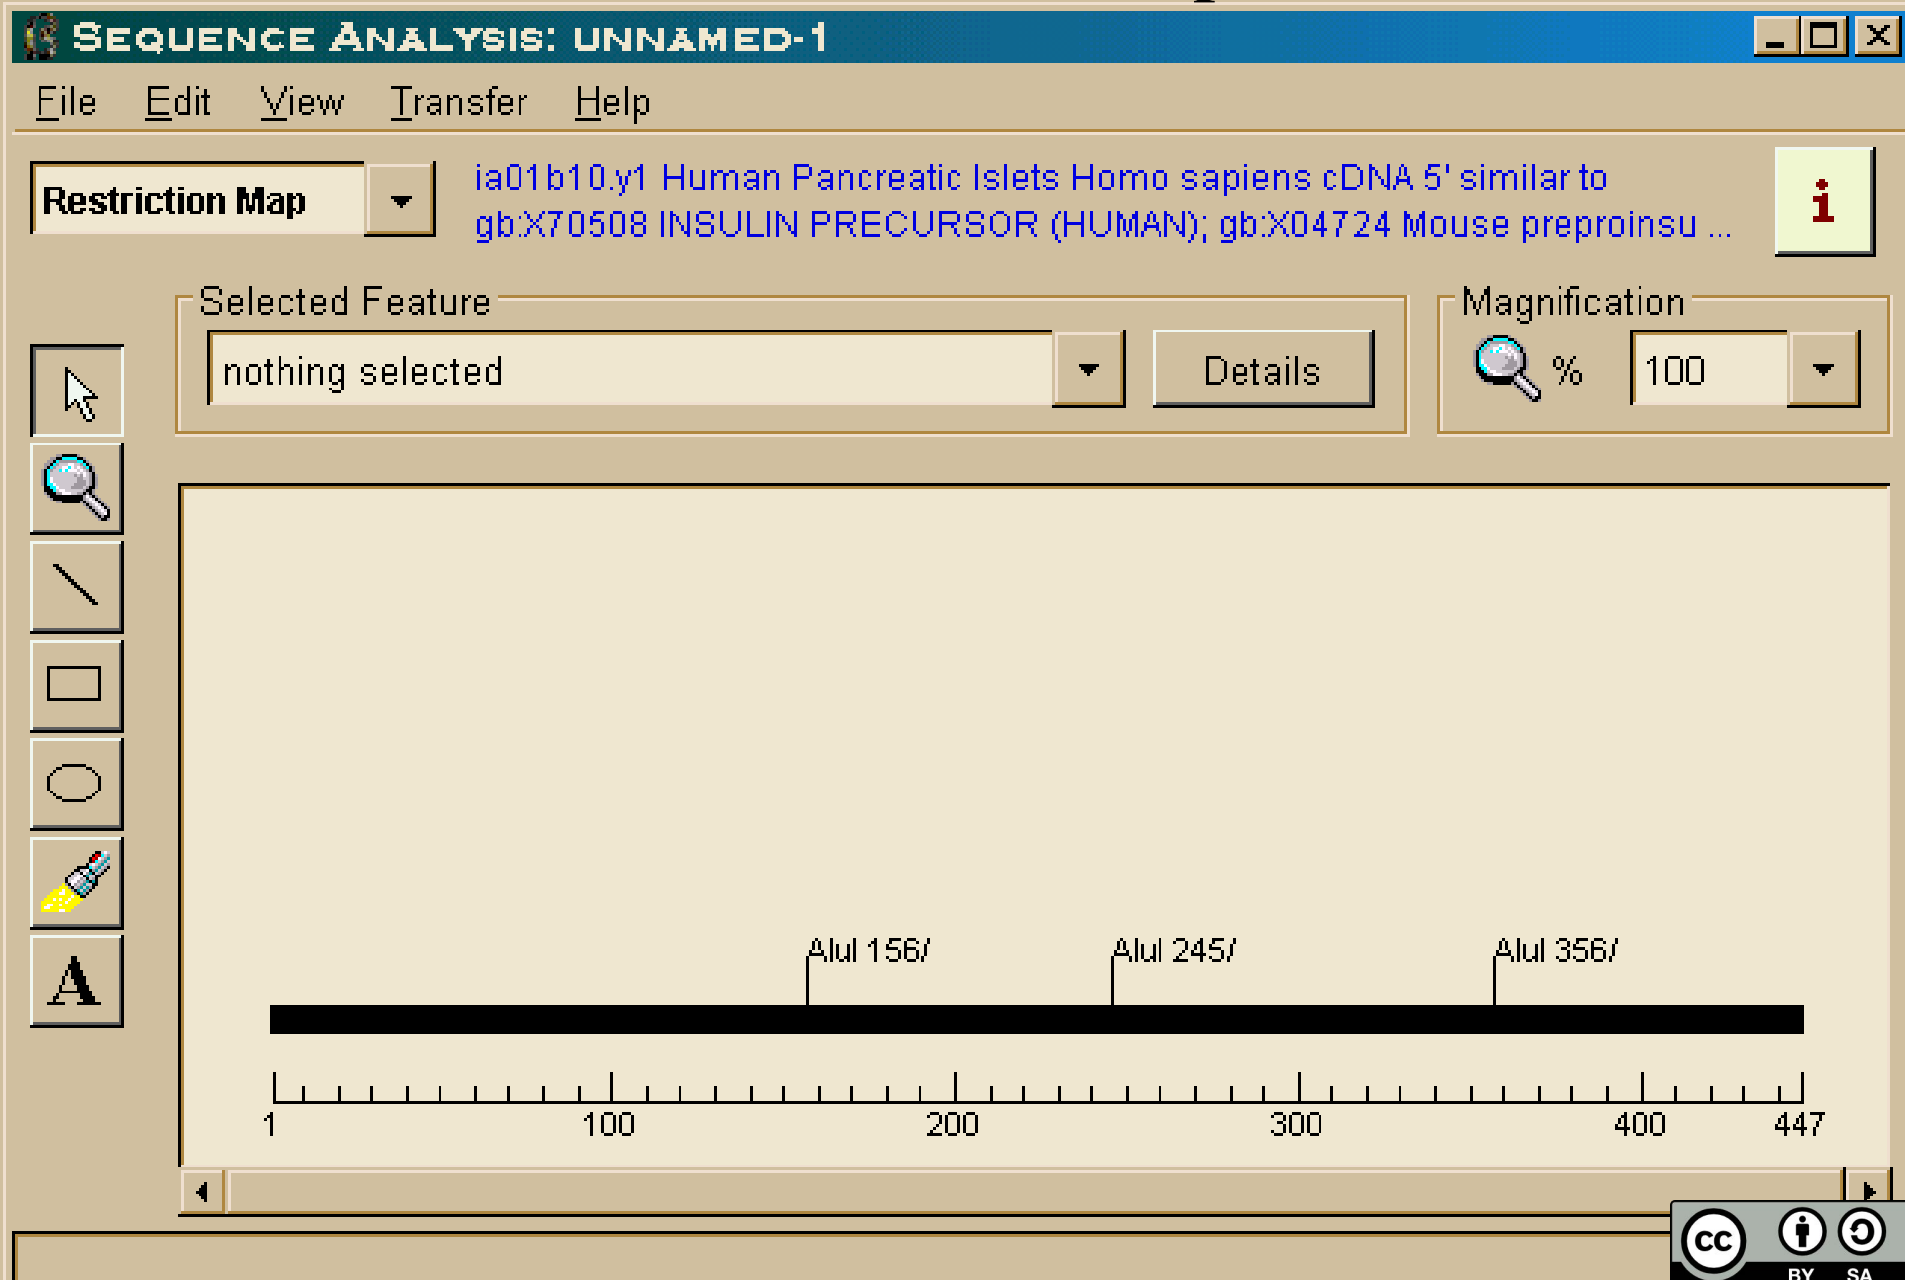 SEQUENCE ANALYSIS: UNNAMED-1
File Edit View Transfer Help
Restriction Map
ia01b10.y1 Human Pancreatic Islets Homo sapiens cDNA 5' similar to
gb:X70508 INSULIN PRECURSOR (HUMAN); gb:X04724 Mouse preproinsu ...
i
Selected Feature
Magnification
nothing selected
Details
% 100
A
AluI 156/ AluI 245/ AluI 356/
1 100 200 300 400 447
cc
BY SA